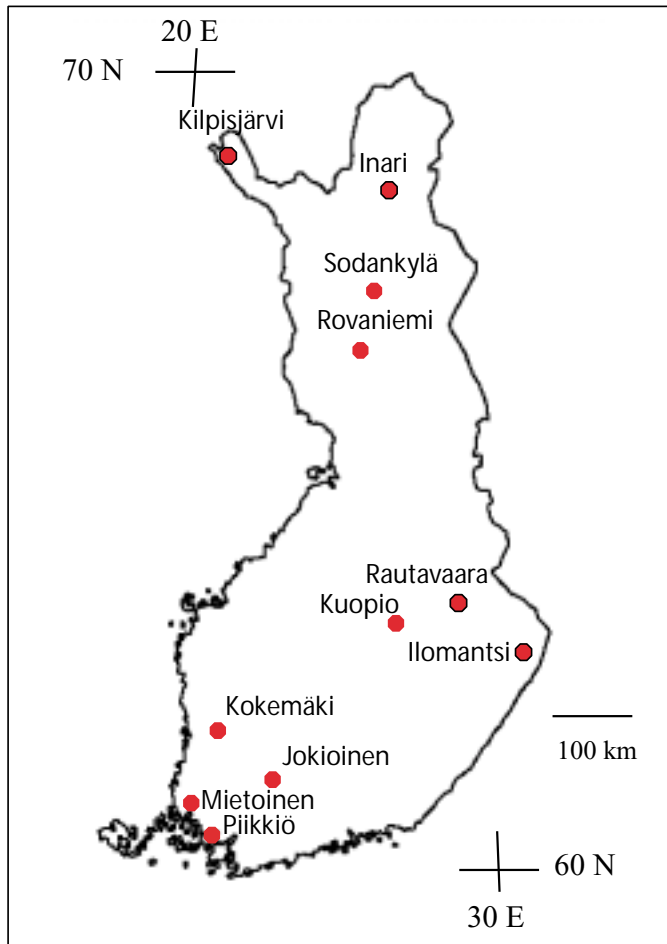 20 E
70 N
Kilpisjärvi
Inari
Sodankylä
Rovaniemi
Rautavaara
Kuopio
Ilomantsi
Kokemäki
Jokioinen
100 km
Mietoinen
Piikkiö
60 N
30 E